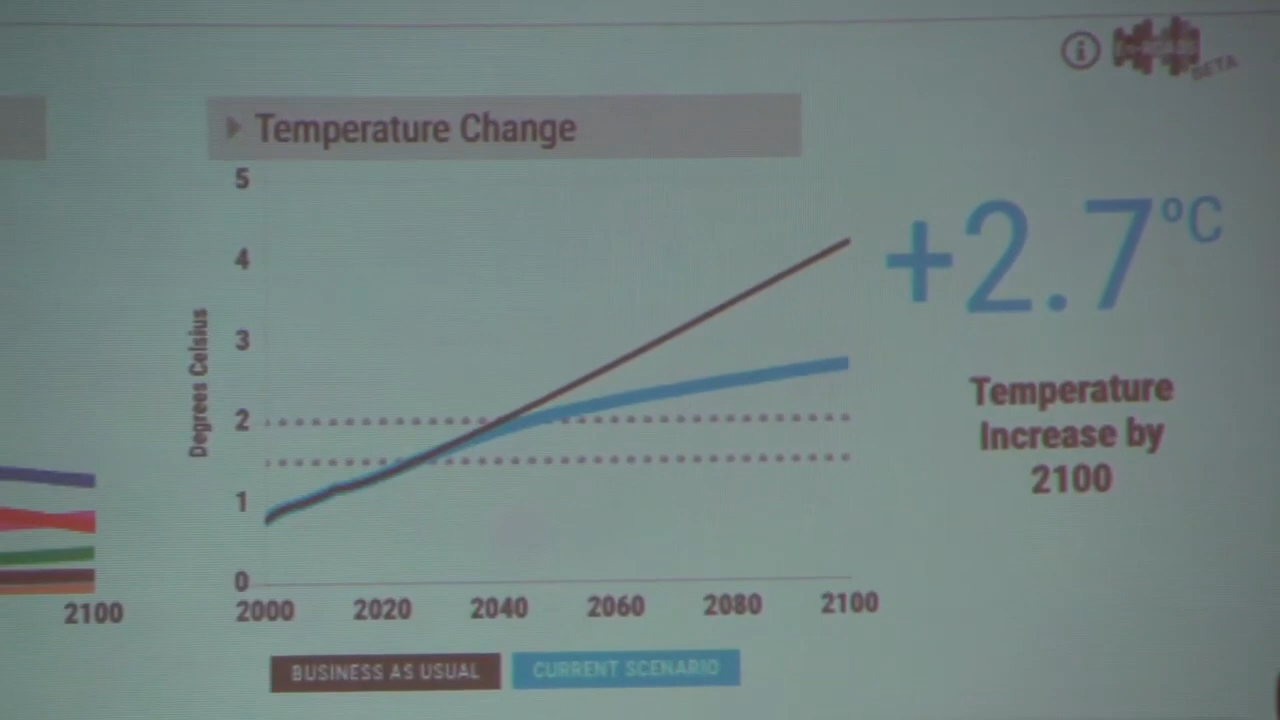 BETA
Temperature Change
5
4
3
2
1
0
Degrees Celsius
2000
2020
2040
2060
2080
2100
2100
+2.7°C
Temperature
Increase by
2100
BUSINESS AS USUAL
CURRENT SCENARIO